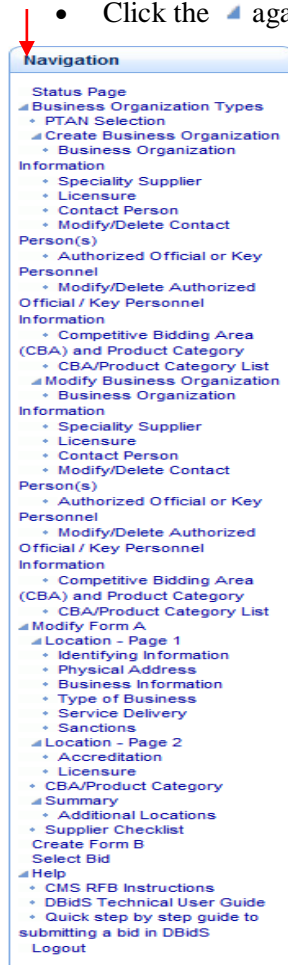 • Click the aga
Navigation
Status Page
Business Organization Types
PTAN Selection
Create Business Organization
Business Organization
Information
Speciality Supplier
Licensure
Contact Person
Modify/Delete Contact
Person(s)
Authorized Official or Key
Personnel
Modify/Delete Authorized
Official / Key Personnel
Information
Competitive Bidding Area
(CBA) and Product Category
CBA/Product Category List
Modify Business Organization
Business Organization
Information
Speciality Supplier
Licensure
Contact Person
Modify/Delete Contact
Person(s)
Authorized Official or Key
Personnel
Modify/Delete Authorized
Official / Key Personnel
Information
Competitive Bidding Area
(CBA) and Product Category
CBA/Product Category List
Modify Form A
Location - Page 1
Identifying Information
Physical Address
Business Information
Type of Business
Service Delivery
Sanctions
Location - Page 2
Accreditation
Licensure
CBA/Product Category
Summary
Additional Locations
Supplier Checklist
Create Form B
Select Bid
Help
CMS RFB Instructions
DBidS Technical User Guide
Quick step by step guide to
submitting a bid in DBidS
Logout